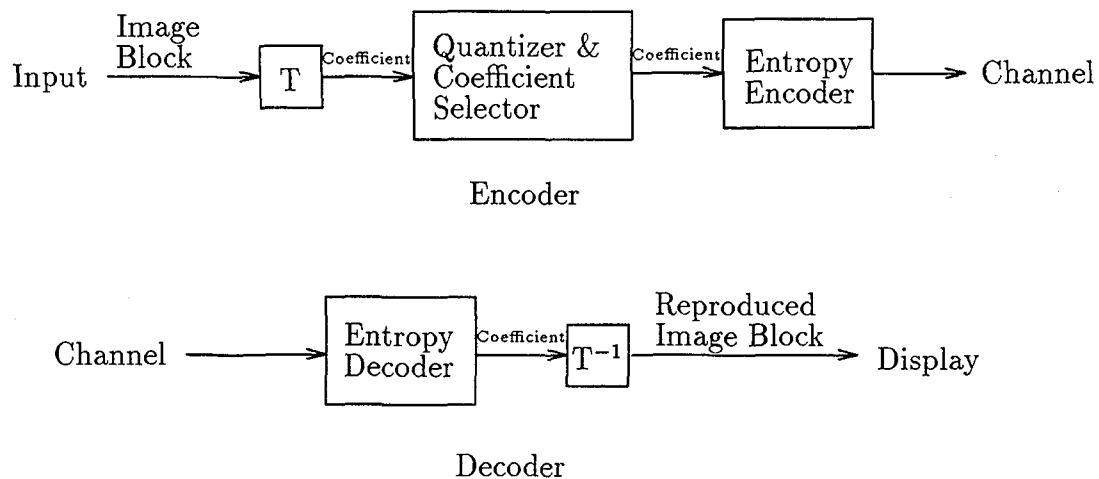 Image
Block
Input
T
Coefficient
Quantizer &
Coefficient
Selector
Coefficient
Entropy
Encoder
Channel
Encoder
Channel
Entropy
Decoder
Coefficient
T⁻¹
Reproduced
Image Block
Display
Decoder